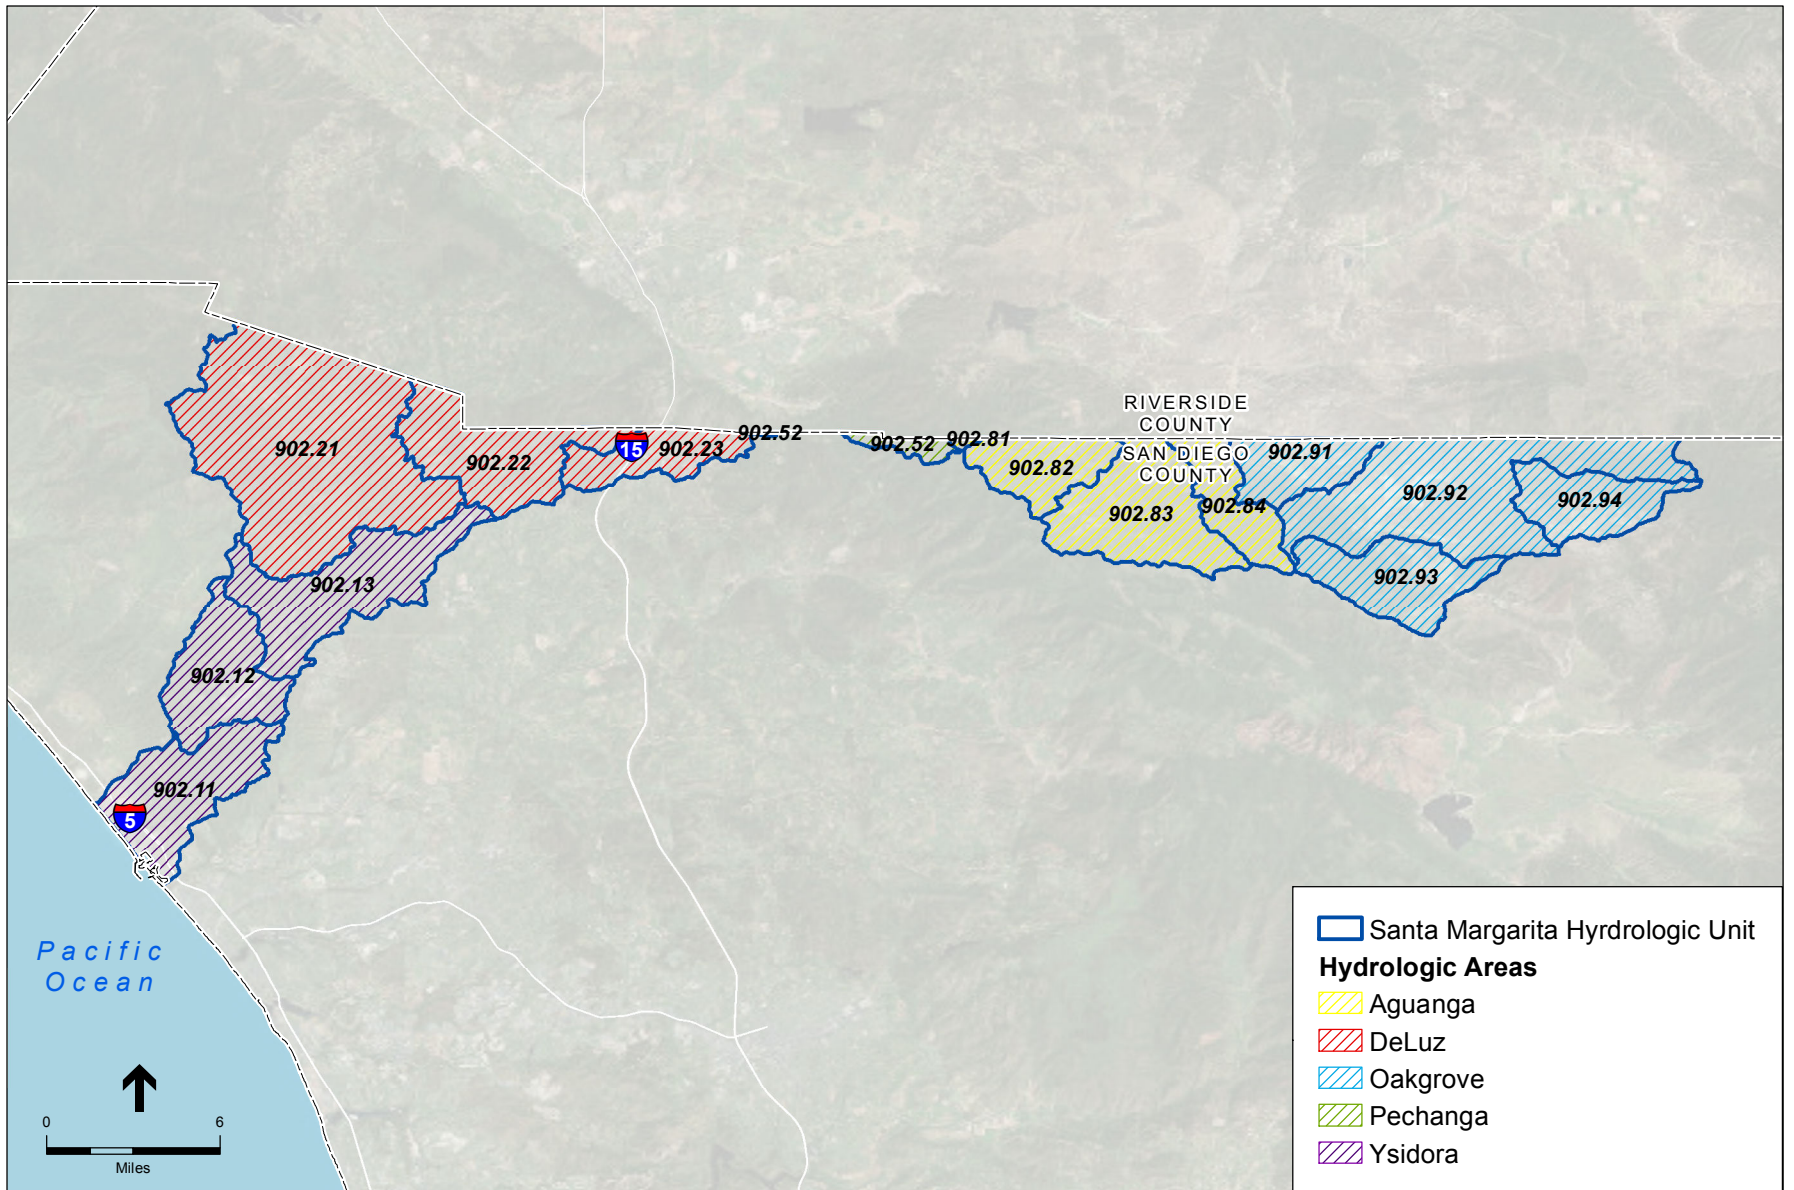 RIVERSIDE
COUNTY
SAN DIEGO
COUNTY
902.21
902.22
15
902.23
902.52
902.52
902.81
902.82
902.83
902.84
902.91
902.92
902.94
902.93
902.13
902.12
902.11
5
Pacific
Ocean
0 6
Miles
Santa Margarita Hyrdrologic Unit
Hydrologic Areas
Aguanga
DeLuz
Oakgrove
Pechanga
Ysidora